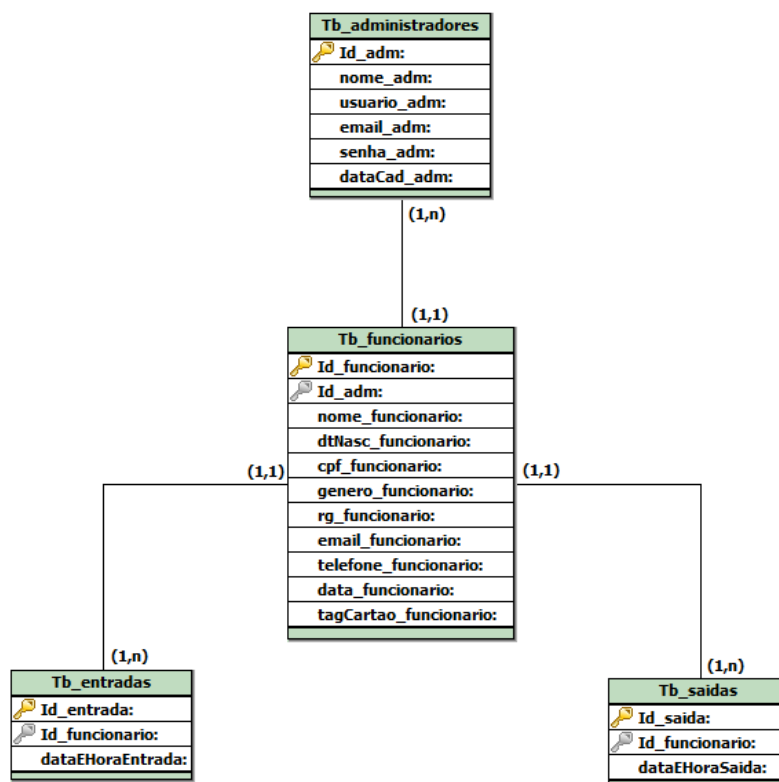 Tb_administradores
Id_adm:
nome_adm:
usuario_adm:
email_adm:
senha_adm:
dataCad_adm:
(1,n)
(1,1)
Tb_funcionarios
Id_funcionario:
Id_adm:
nome_funcionario:
dtNasc_funcionario:
cpf_funcionario:
genero_funcionario:
rg_funcionario:
email_funcionario:
telefone_funcionario:
data_funcionario:
tagCartao_funcionario:
(1,1)
(1,1)
(1,n)
Tb_entradas
Id_entrada:
Id_funcionario:
dataEHoraEntrada:
(1,n)
Tb_saidas
Id_saida:
Id_funcionario:
dataEHoraSaida: